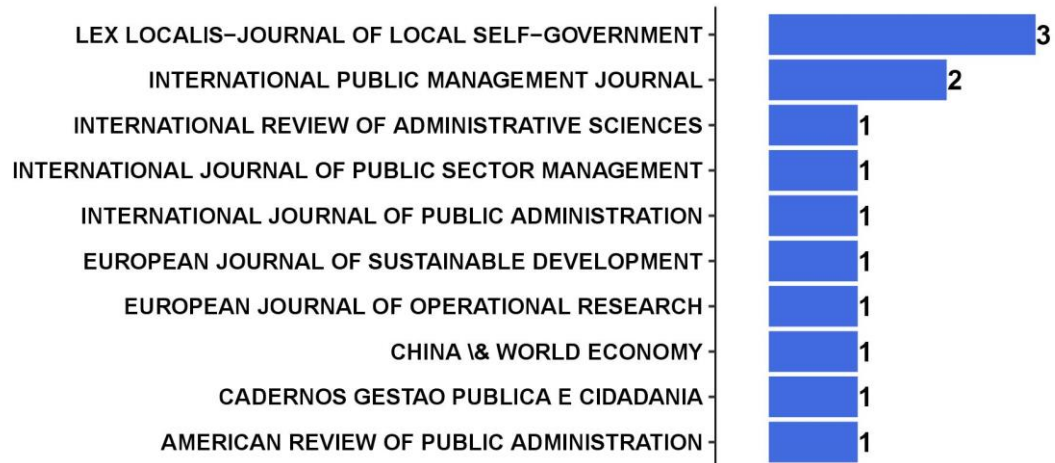 LEX LOCALIS−JOURNAL OF LOCAL SELF−GOVERNMENT 3
INTERNATIONAL PUBLIC MANAGEMENT JOURNAL 2
INTERNATIONAL REVIEW OF ADMINISTRATIVE SCIENCES 1
INTERNATIONAL JOURNAL OF PUBLIC SECTOR MANAGEMENT 1
INTERNATIONAL JOURNAL OF PUBLIC ADMINISTRATION 1
EUROPEAN JOURNAL OF SUSTAINABLE DEVELOPMENT 1
EUROPEAN JOURNAL OF OPERATIONAL RESEARCH 1
CHINA \& WORLD ECONOMY 1
CADERNOS GESTAO PUBLICA E CIDADANIA 1
AMERICAN REVIEW OF PUBLIC ADMINISTRATION 1